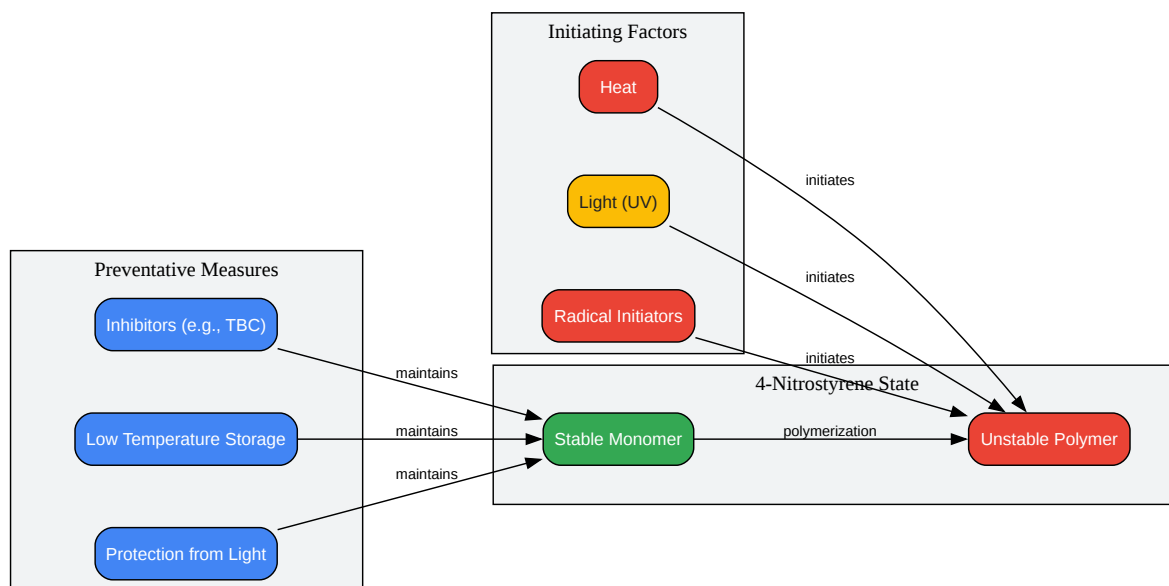 Initiating Factors
Heat
initiates
Light (UV)
initiates
Radical Initiators
initiates
Preventative Measures
Inhibitors (e.g., TBC)
maintains
Low Temperature Storage
maintains
Protection from Light
maintains
4-Nitrostyrene State
Stable Monomer
polymerization
Unstable Polymer